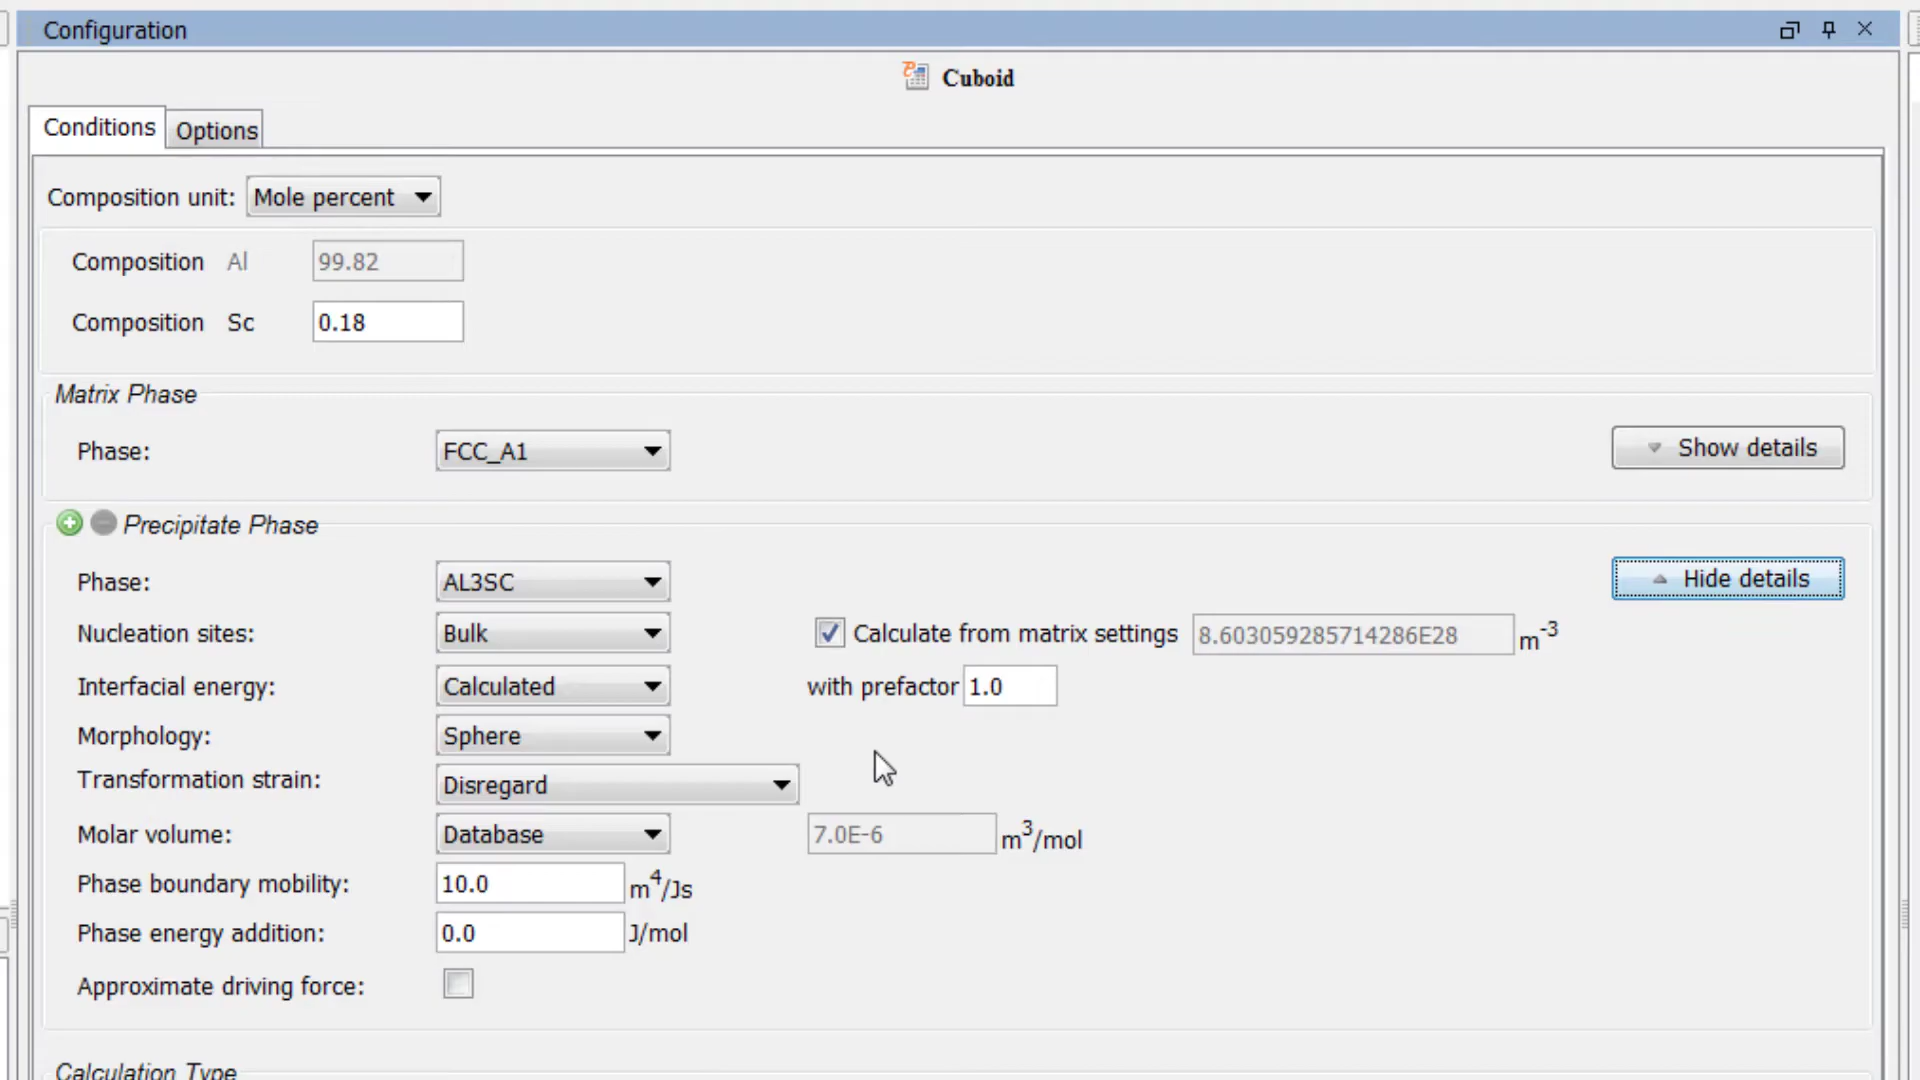 Configuration
Cuboid
Conditions Options
Composition unit: Mole percent
Composition Al 99.82
Composition Sc 0.18
Matrix Phase
Phase: FCC_A1 Show details
Precipitate Phase
Phase: AL3SC Hide details
Nucleation sites: Bulk Calculate from matrix settings 8.603059285714286E28 m-3
Interfacial energy: Calculated with prefactor 1.0
Morphology: Sphere
Transformation strain: Disregard
Molar volume: Database 7.0E-6 m3/mol
Phase boundary mobility: 10.0 m4/Js
Phase energy addition: 0.0 J/mol
Approximate driving force:
Calculation Type